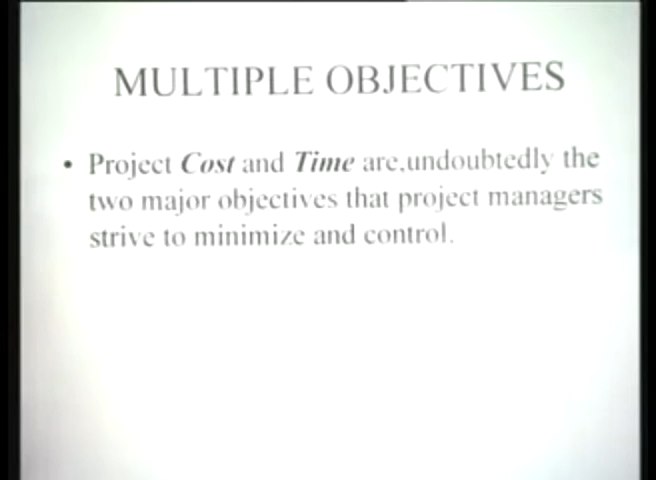 MULTIPLE OBJECTIVES
• Project Cost and Time are,undoubtedly the
two major objectives that project managers
strive to minimize and control.